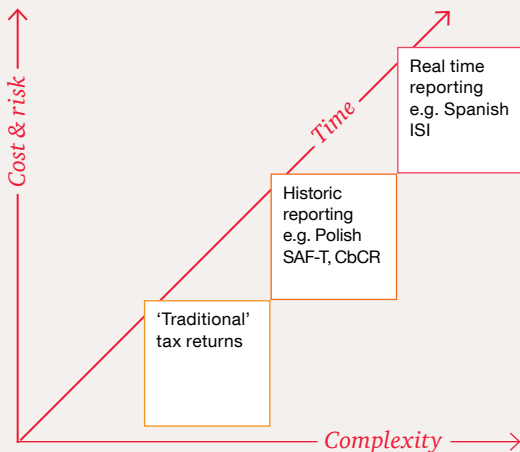 Cost & risk
Time
Real time
reporting
e.g. Spanish
ISI
Historic
reporting
e.g. Polish
SAF-T, CbCR
‘Traditional’
tax returns
Complexity